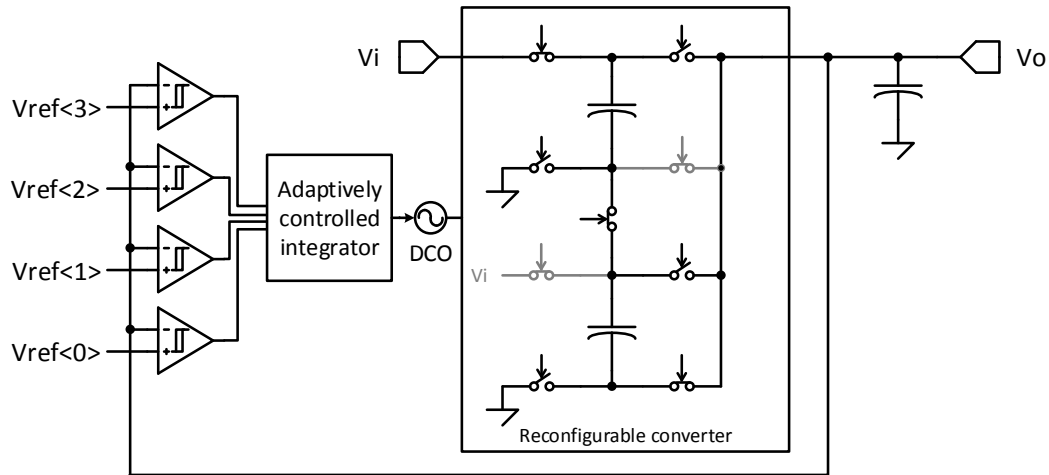 Vi
Vo
Vref<3>
Vref<2>
Vref<1>
Vref<0>
Adaptively
controlled
integrator
DCO
Vi
Reconfigurable converter